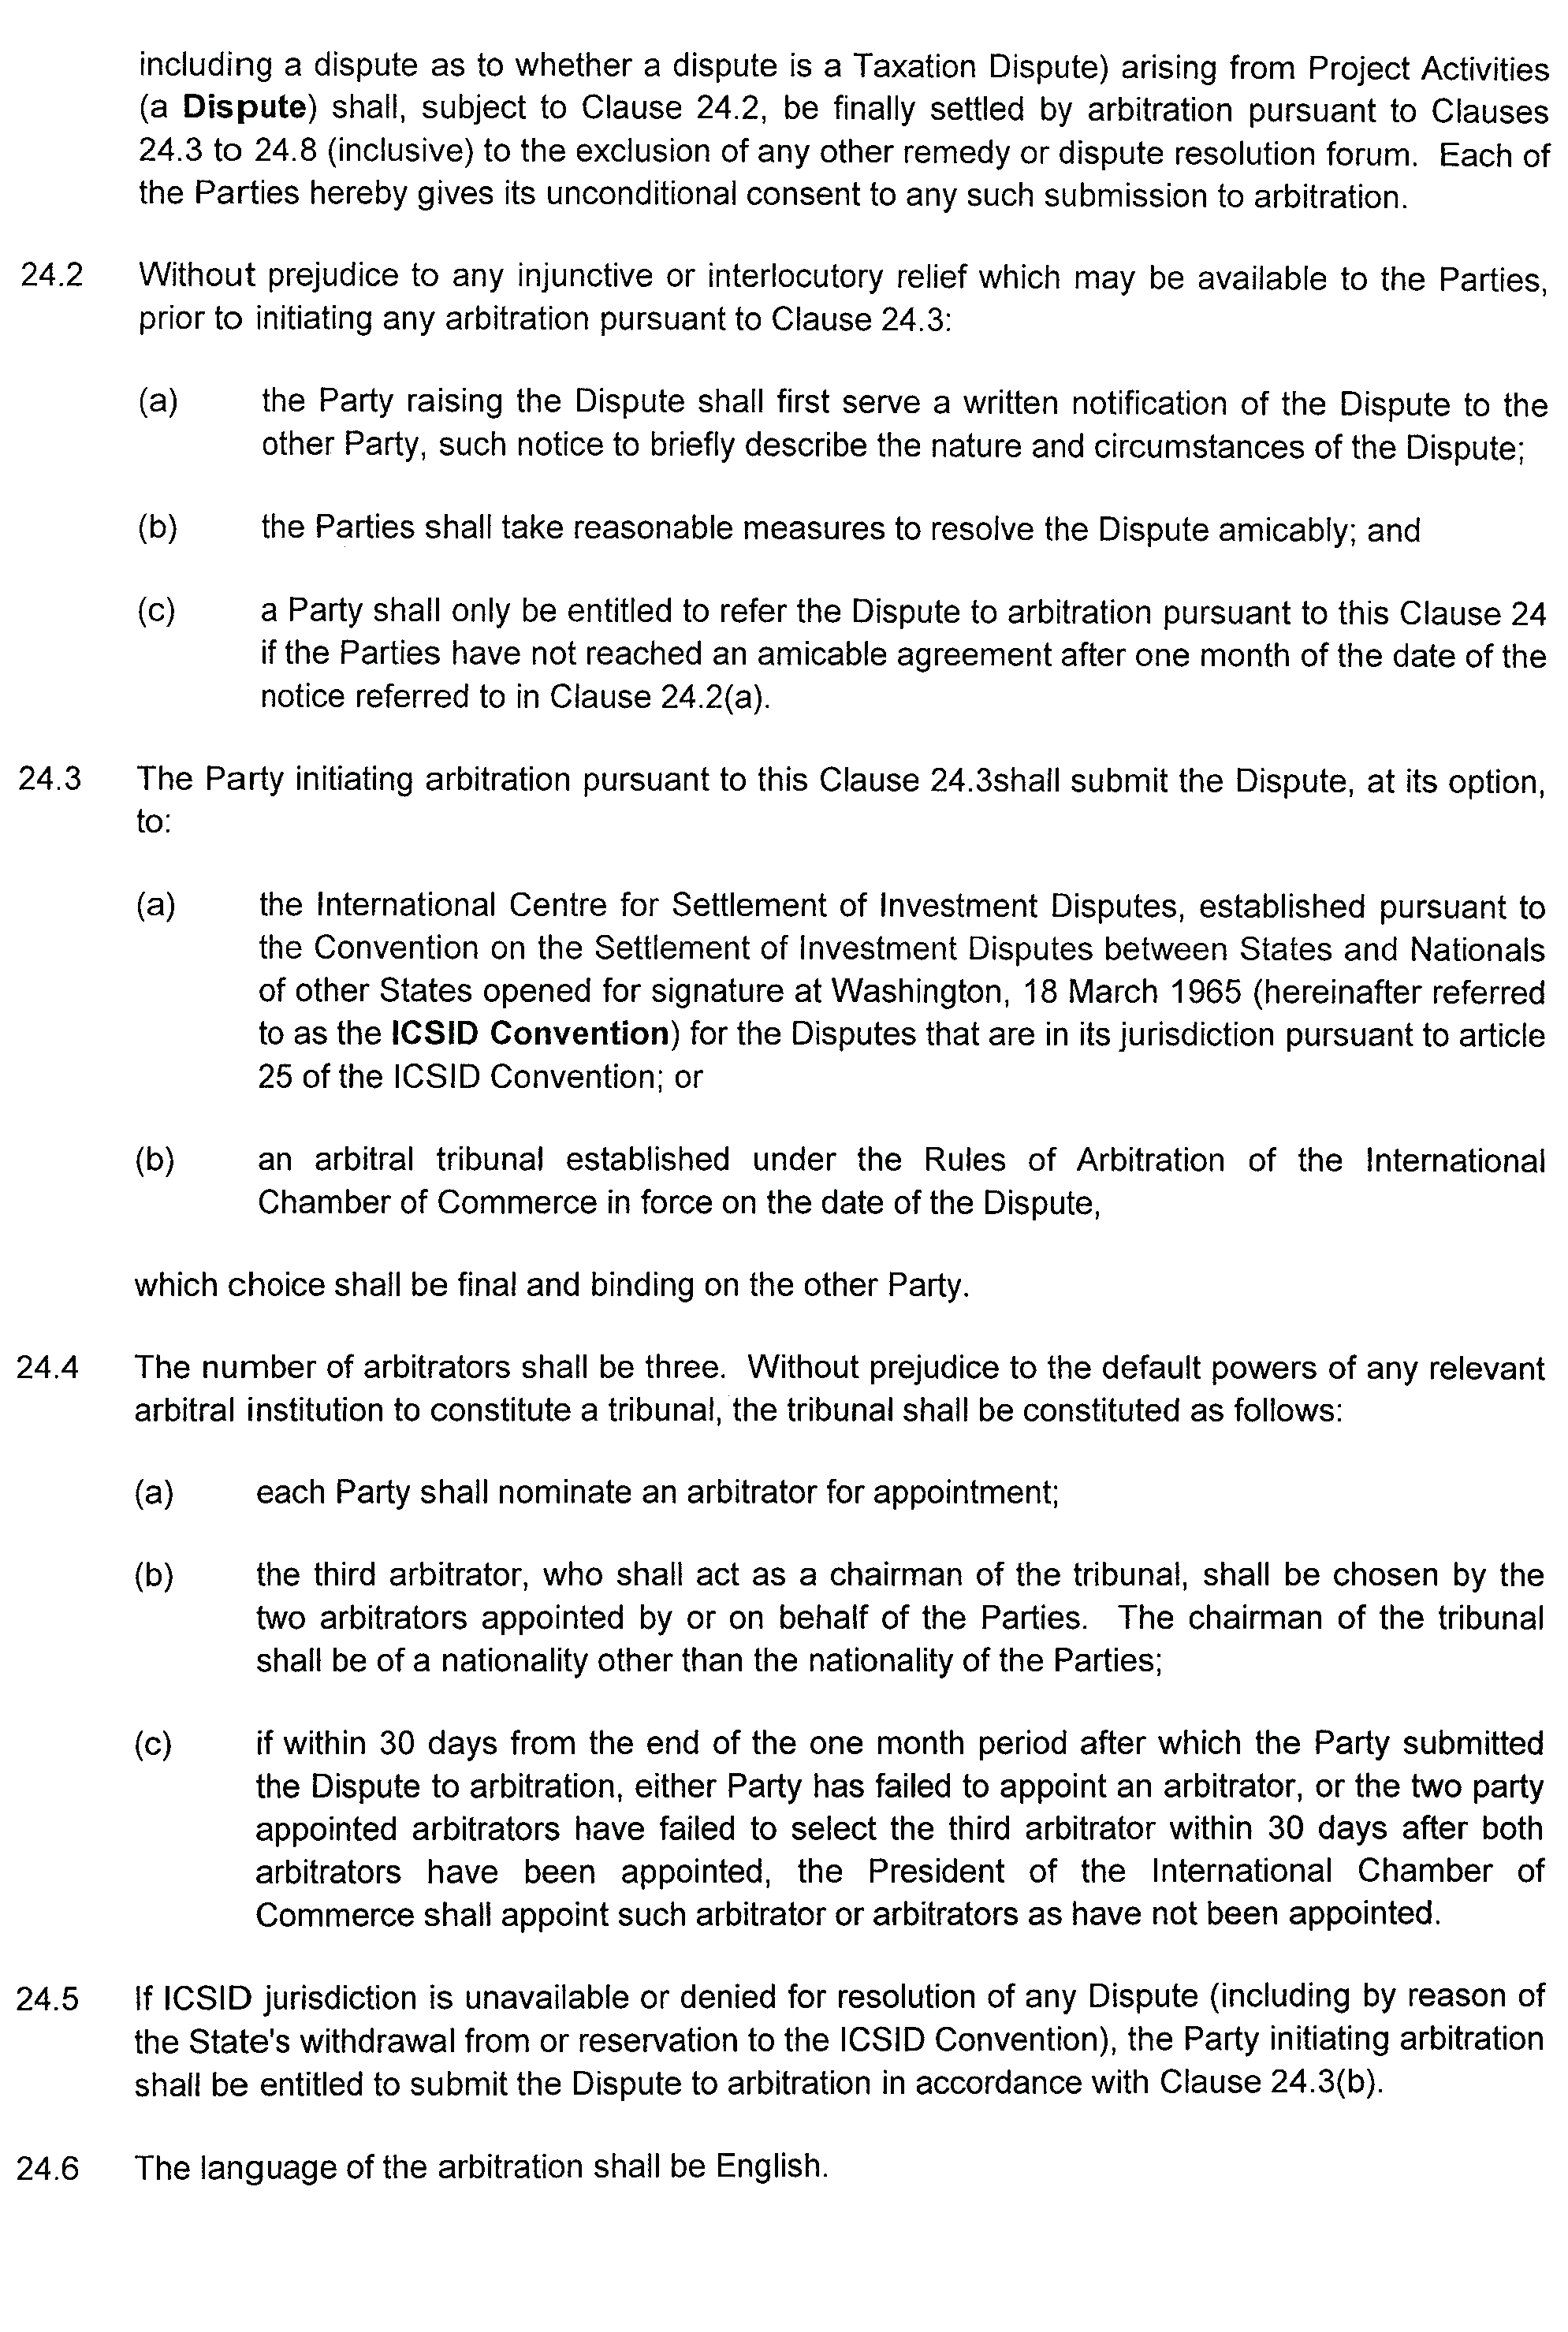 including a dispute as to whether a dispute is a Taxation Dispute) arising from Project Activities
(a Dispute) shall, subject to Clause 24.2, be finally settled by arbitration pursuant to Clauses
24.3 to 24.8 (inclusive) to the exclusion of any other remedy or dispute resolution forum. Each of
the Parties hereby gives its unconditional consent to any such submission to arbitration.
24.2 Without prejudice to any injunctive or interlocutory relief which may be available to the Parties,
prior to initiating any arbitration pursuant to Clause 24.3:
(a) the Party raising the Dispute shall first serve a written notification of the Dispute to the
other Party, such notice to briefly describe the nature and circumstances of the Dispute;
(b) the Parties shall take reasonable measures to resolve the Dispute amicably; and
(c) a Party shall only be entitled to refer the Dispute to arbitration pursuant to this Clause 24
if the Parties have not reached an amicable agreement after one month of the date of the
notice referred to in Clause 24.2(a).
24.3 The Party initiating arbitration pursuant to this Clause 24.3shall submit the Dispute, at its option,
to:
(a) the International Centre for Settlement of Investment Disputes, established pursuant to
the Convention on the Settlement of Investment Disputes between States and Nationals
of other States opened for signature at Washington, 18 March 1965 (hereinafter referred
to as the ICSID Convention) for the Disputes that are in its jurisdiction pursuant to article
25 of the ICSID Convention; or
(b) an arbitral tribunal established under the Rules of Arbitration of the International
Chamber of Commerce in force on the date of the Dispute,
which choice shall be final and binding on the other Party.
24.4 The number of arbitrators shall be three. Without prejudice to the default powers of any relevant
arbitral institution to constitute a tribunal, the tribunal shall be constituted as follows:
(a) each Party shall nominate an arbitrator for appointment;
(b) the third arbitrator, who shall act as a chairman of the tribunal, shall be chosen by the
two arbitrators appointed by or on behalf of the Parties. The chairman of the tribunal
shall be of a nationality other than the nationality of the Parties;
(c) if within 30 days from the end of the one month period after which the Party submitted
the Dispute to arbitration, either Party has failed to appoint an arbitrator, or the two party
appointed arbitrators have failed to select the third arbitrator within 30 days after both
arbitrators have been appointed, the President of the International Chamber of
Commerce shall appoint such arbitrator or arbitrators as have not been appointed.
24.5 If ICSID jurisdiction is unavailable or denied for resolution of any Dispute (including by reason of
the State's withdrawal from or reservation to the ICSID Convention), the Party initiating arbitration
shall be entitled to submit the Dispute to arbitration in accordance with Clause 24.3(b).
24.6 The language of the arbitration shall be English.